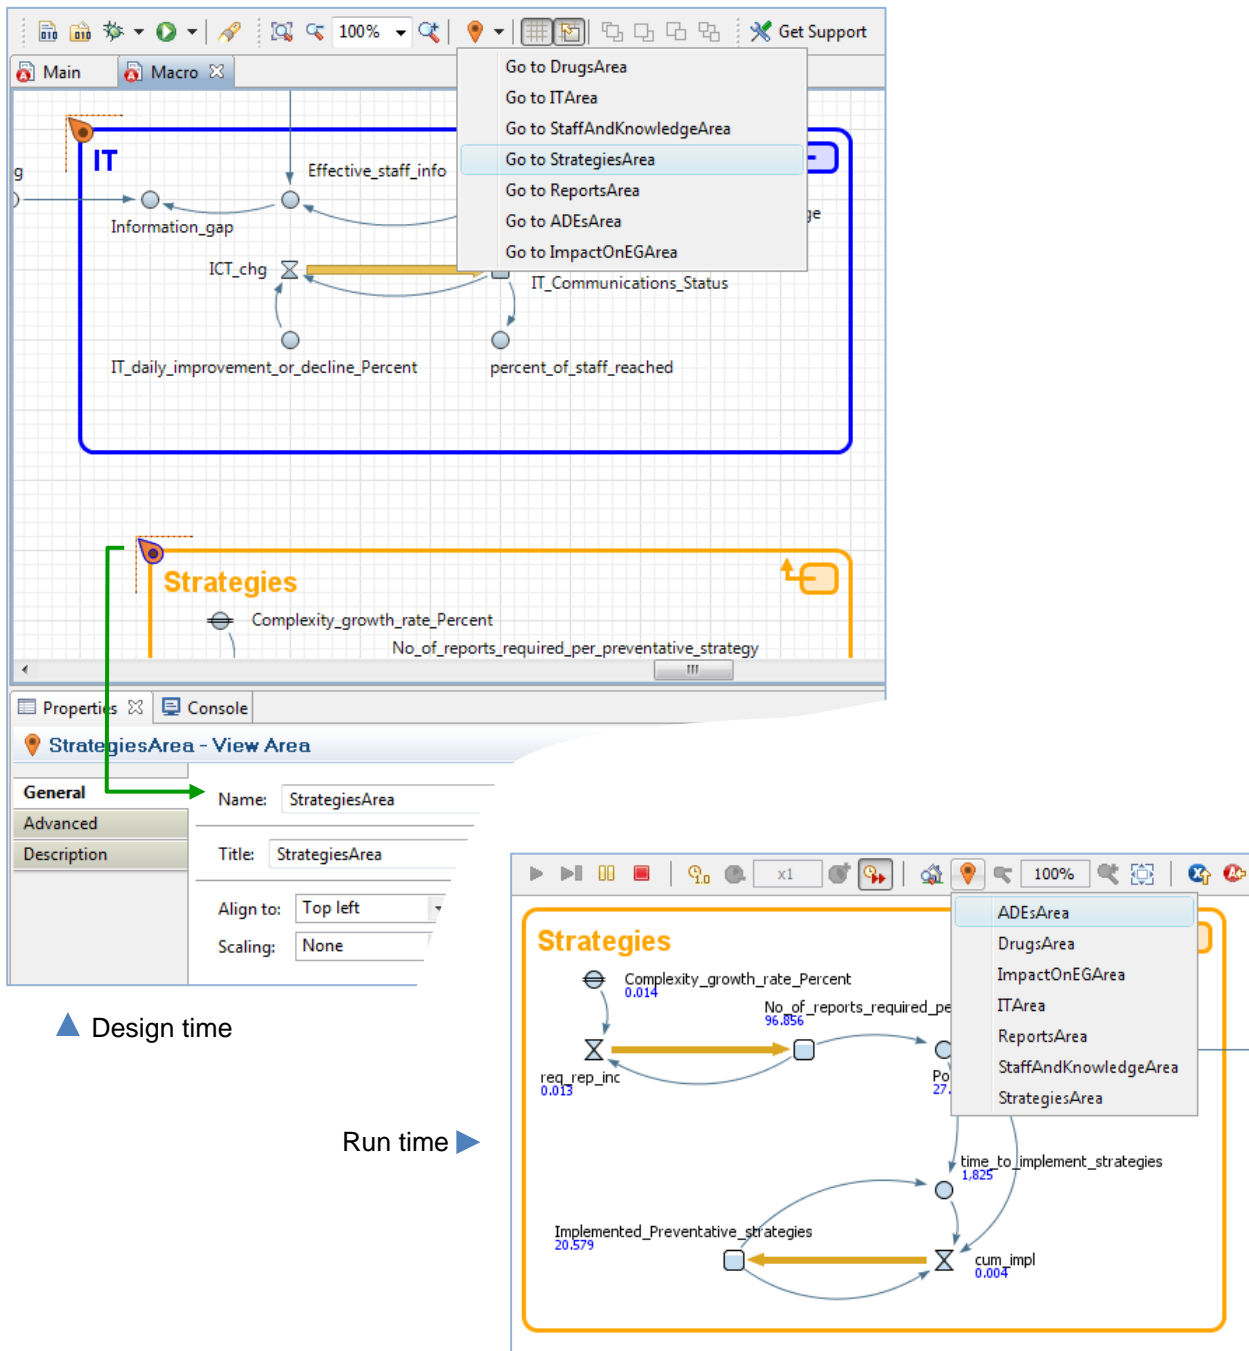 100%
Get Support
Main
Macro
Go to DrugsArea
Go to ITArea
Go to StaffAndKnowledgeArea
Go to StrategiesArea
Go to ReportsArea
Go to ADEsArea
Go to ImpactOnEGArea
IT
g
Effective_staff_info
Information_gap
ge
ICT_chg
IT_Communications_Status
IT_daily_improvement_or_decline_Percent
percent_of_staff_reached
Strategies
Complexity_growth_rate_Percent
No_of_reports_required_per_preventative_strategy
Properties
Console
StrategiesArea - View Area
General
Name: StrategiesArea
Advanced
Description
Title: StrategiesArea
Align to: Top left
Scaling: None
Design time
Run time
x1
100%
ADEsArea
DrugsArea
ImpactOnEGArea
ITArea
ReportsArea
StaffAndKnowledgeArea
StrategiesArea
Strategies
Complexity_growth_rate_Percent
0.014
No_of_reports_required_pe
96.856
req_rep_inc
0.013
Po
27.
time_to_implement_strategies
1,825
Implemented_Preventative_strategies
20.579
cum_impl
0.004